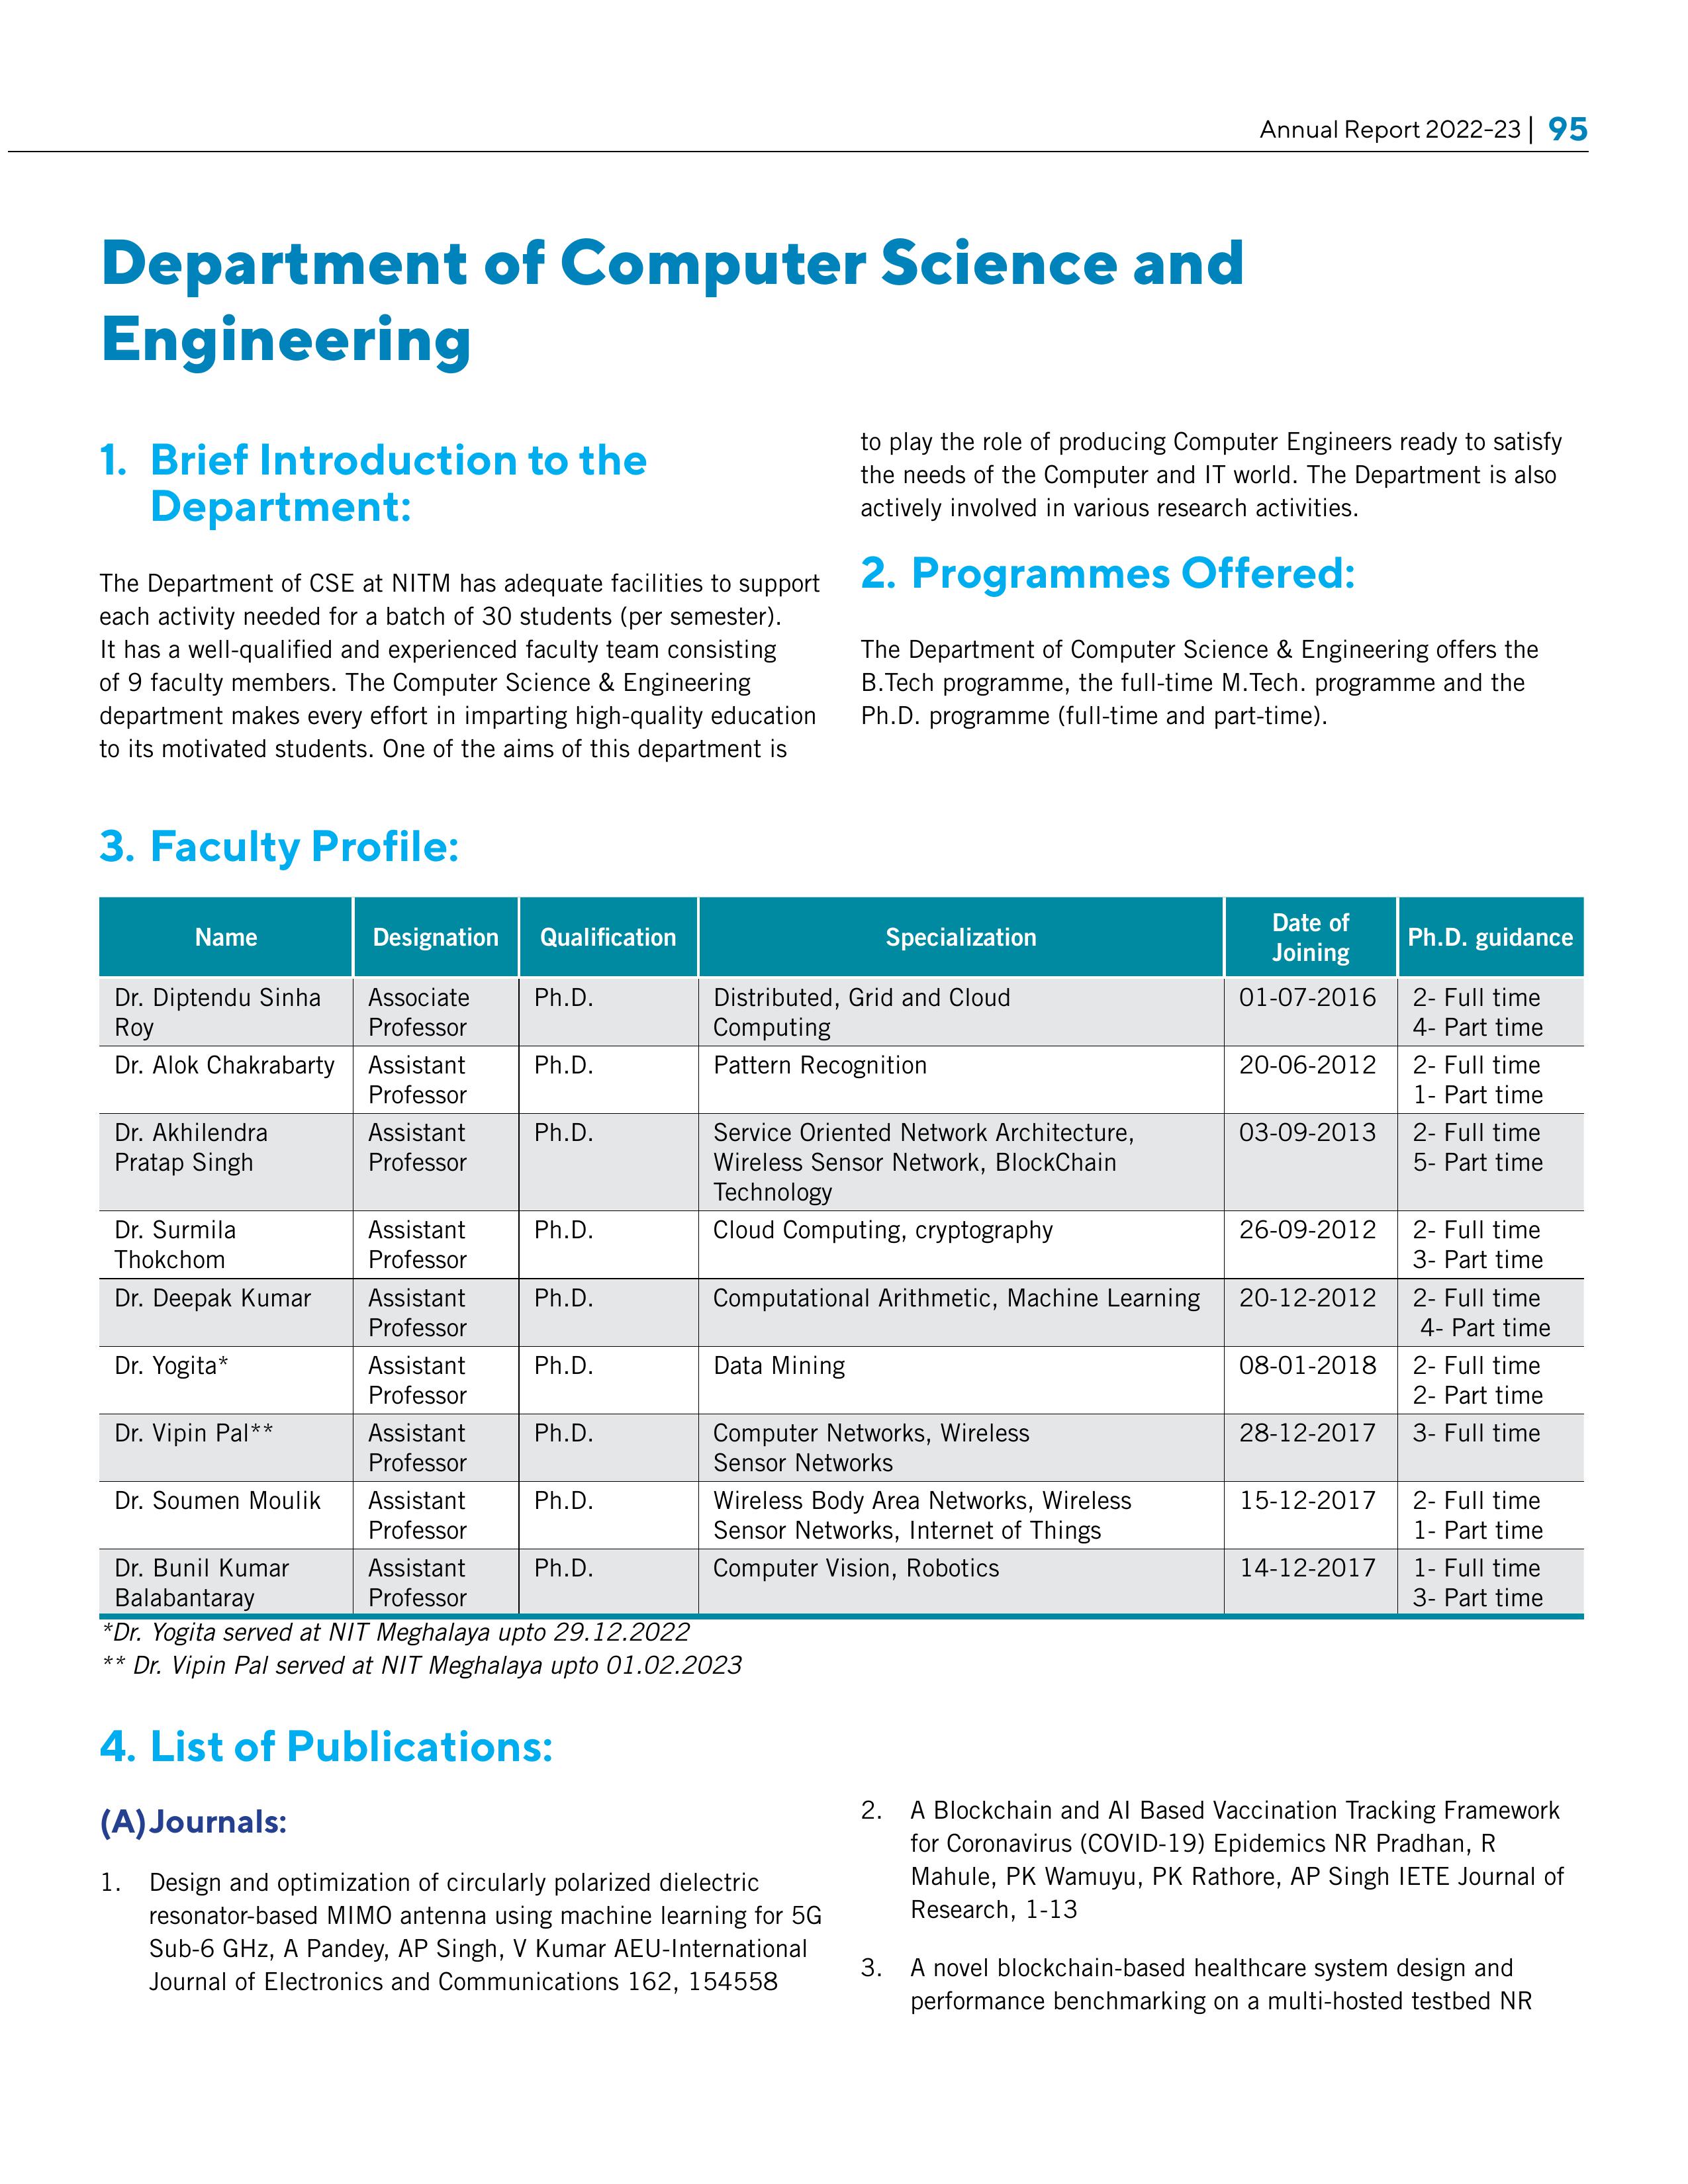 Annual Report 2022-23 | 95
Department of Computer Science and
Engineering
1. Brief Introduction to the
Department:
The Department of CSE at NITM has adequate facilities to support
each activity needed for a batch of 30 students (per semester).
It has a well-qualified and experienced faculty team consisting
of 9 faculty members. The Computer Science & Engineering
department makes every effort in imparting high-quality education
to its motivated students. One of the aims of this department is
to play the role of producing Computer Engineers ready to satisfy
the needs of the Computer and IT world. The Department is also
actively involved in various research activities.
2. Programmes Offered:
The Department of Computer Science & Engineering offers the
B.Tech programme, the full-time M.Tech. programme and the
Ph.D. programme (full-time and part-time).
3. Faculty Profile:
Name Designation Qualification Specialization Date of Joining Ph.D. guidance
Dr. Diptendu Sinha Associate Ph.D. Distributed, Grid and Cloud 01-07-2016 2- Full time
Roy Professor Computing 4- Part time
Dr. Alok Chakrabarty Assistant Ph.D. Pattern Recognition 20-06-2012 2- Full time
Professor 1- Part time
Dr. Akhilendra Assistant Ph.D. Service Oriented Network Architecture, 03-09-2013 2- Full time
Pratap Singh Professor Wireless Sensor Network, BlockChain 5- Part time
Technology
Dr. Surmila Assistant Ph.D. Cloud Computing, cryptography 26-09-2012 2- Full time
Thokchom Professor 3- Part time
Dr. Deepak Kumar Assistant Ph.D. Computational Arithmetic, Machine Learning 20-12-2012 2- Full time
Professor 4- Part time
Dr. Yogita* Assistant Ph.D. Data Mining 08-01-2018 2- Full time
Professor 2- Part time
Dr. Vipin Pal** Assistant Ph.D. Computer Networks, Wireless 28-12-2017 3- Full time
Professor Sensor Networks
Dr. Soumen Moulik Assistant Ph.D. Wireless Body Area Networks, Wireless 15-12-2017 2- Full time
Professor Sensor Networks, Internet of Things 1- Part time
Dr. Bunil Kumar Assistant Ph.D. Computer Vision, Robotics 14-12-2017 1- Full time
Balabantaray Professor 3- Part time
*Dr. Yogita served at NIT Meghalaya upto 29.12.2022
** Dr. Vipin Pal served at NIT Meghalaya upto 01.02.2023
4. List of Publications:
(A) Journals:
1. Design and optimization of circularly polarized dielectric
resonator-based MIMO antenna using machine learning for 5G
Sub-6 GHz, A Pandey, AP Singh, V Kumar AEU-International
Journal of Electronics and Communications 162, 154558
2. A Blockchain and AI Based Vaccination Tracking Framework
for Coronavirus (COVID-19) Epidemics NR Pradhan, R
Mahule, PK Wamuyu, PK Rathore, AP Singh IETE Journal of
Research, 1-13
3. A novel blockchain-based healthcare system design and
performance benchmarking on a multi-hosted testbed NR